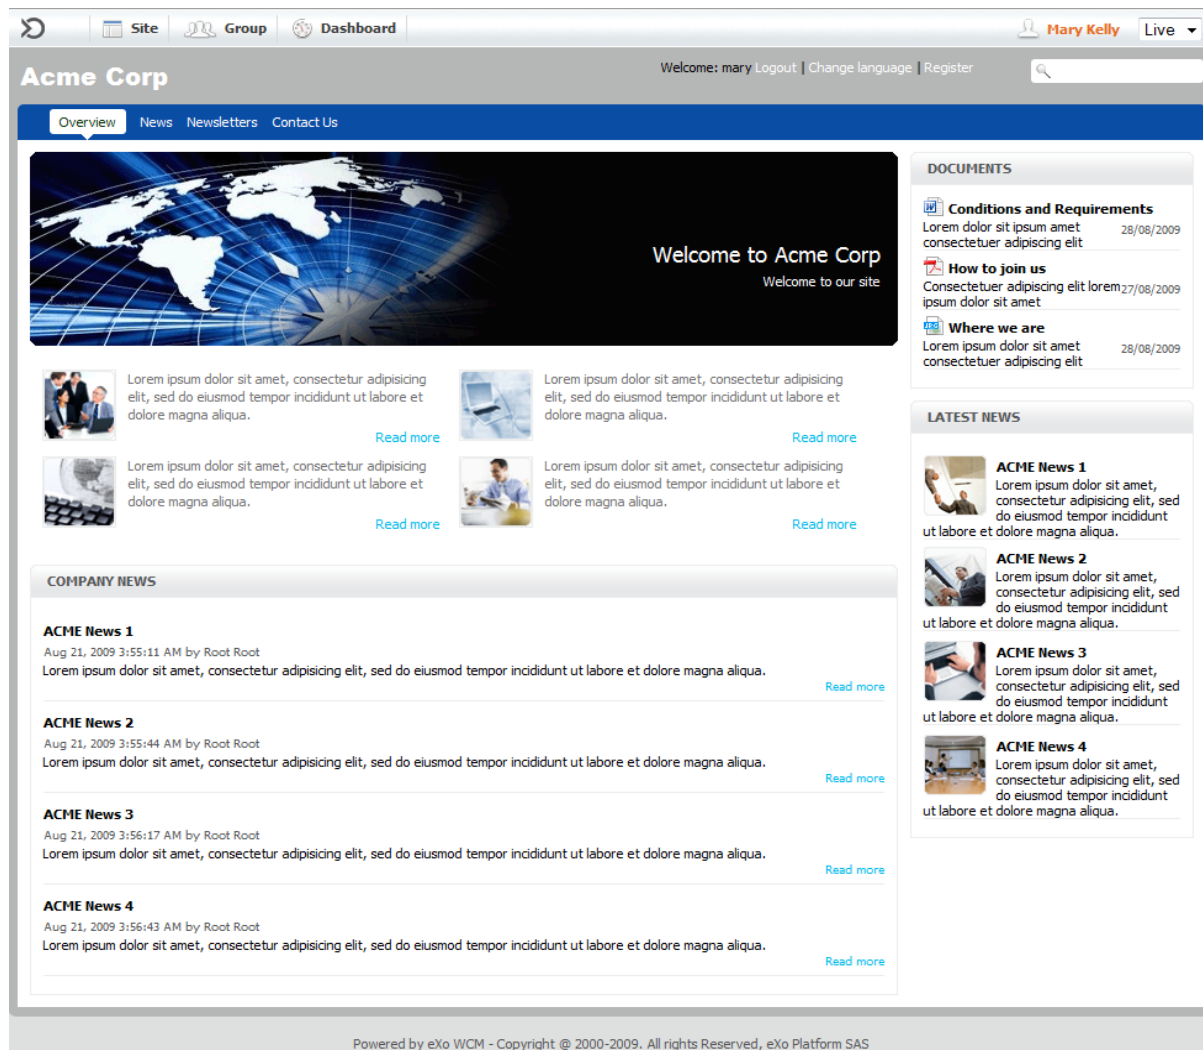 Site Group Dashboard Mary Kelly Live
Acme Corp
Welcome: mary Logout | Change language | Register
Overview News Newsletters Contact Us
Welcome to Acme Corp
Welcome to our site
Lorem ipsum dolor sit amet, consectetur adipisicing
elit, sed do eiusmod tempor incididunt ut labore et
dolore magna aliqua.
Read more
Lorem ipsum dolor sit amet, consectetur adipisicing
elit, sed do eiusmod tempor incididunt ut labore et
dolore magna aliqua.
Read more
Lorem ipsum dolor sit amet, consectetur adipisicing
elit, sed do eiusmod tempor incididunt ut labore et
dolore magna aliqua.
Read more
Lorem ipsum dolor sit amet, consectetur adipisicing
elit, sed do eiusmod tempor incididunt ut labore et
dolore magna aliqua.
Read more
COMPANY NEWS
ACME News 1
Aug 21, 2009 3:55:11 AM by Root Root
Lorem ipsum dolor sit amet, consectetur adipisicing elit, sed do eiusmod tempor incididunt ut labore et dolore magna aliqua.
Read more
ACME News 2
Aug 21, 2009 3:55:44 AM by Root Root
Lorem ipsum dolor sit amet, consectetur adipisicing elit, sed do eiusmod tempor incididunt ut labore et dolore magna aliqua.
Read more
ACME News 3
Aug 21, 2009 3:56:17 AM by Root Root
Lorem ipsum dolor sit amet, consectetur adipisicing elit, sed do eiusmod tempor incididunt ut labore et dolore magna aliqua.
Read more
ACME News 4
Aug 21, 2009 3:56:43 AM by Root Root
Lorem ipsum dolor sit amet, consectetur adipisicing elit, sed do eiusmod tempor incididunt ut labore et dolore magna aliqua.
Read more
DOCUMENTS
Conditions and Requirements
Lorem dolor sit ipsum amet 28/08/2009
consectetuer adipiscing elit
How to join us
Consectetuer adipiscing elit lorem 27/08/2009
ipsum dolor sit amet
JPG Where we are
Lorem ipsum dolor sit amet 28/08/2009
consectetuer adipiscing elit
LATEST NEWS
ACME News 1
Lorem ipsum dolor sit amet,
consectetur adipisicing elit, sed
do eiusmod tempor incididunt
ut labore et dolore magna aliqua.
ACME News 2
Lorem ipsum dolor sit amet,
consectetur adipisicing elit, sed
do eiusmod tempor incididunt
ut labore et dolore magna aliqua.
ACME News 3
Lorem ipsum dolor sit amet,
consectetur adipisicing elit, sed
do eiusmod tempor incididunt
ut labore et dolore magna aliqua.
ACME News 4
Lorem ipsum dolor sit amet,
consectetur adipisicing elit, sed
do eiusmod tempor incididunt
ut labore et dolore magna aliqua.
Powered by eXo WCM - Copyright @ 2000-2009. All rights Reserved, eXo Platform SAS